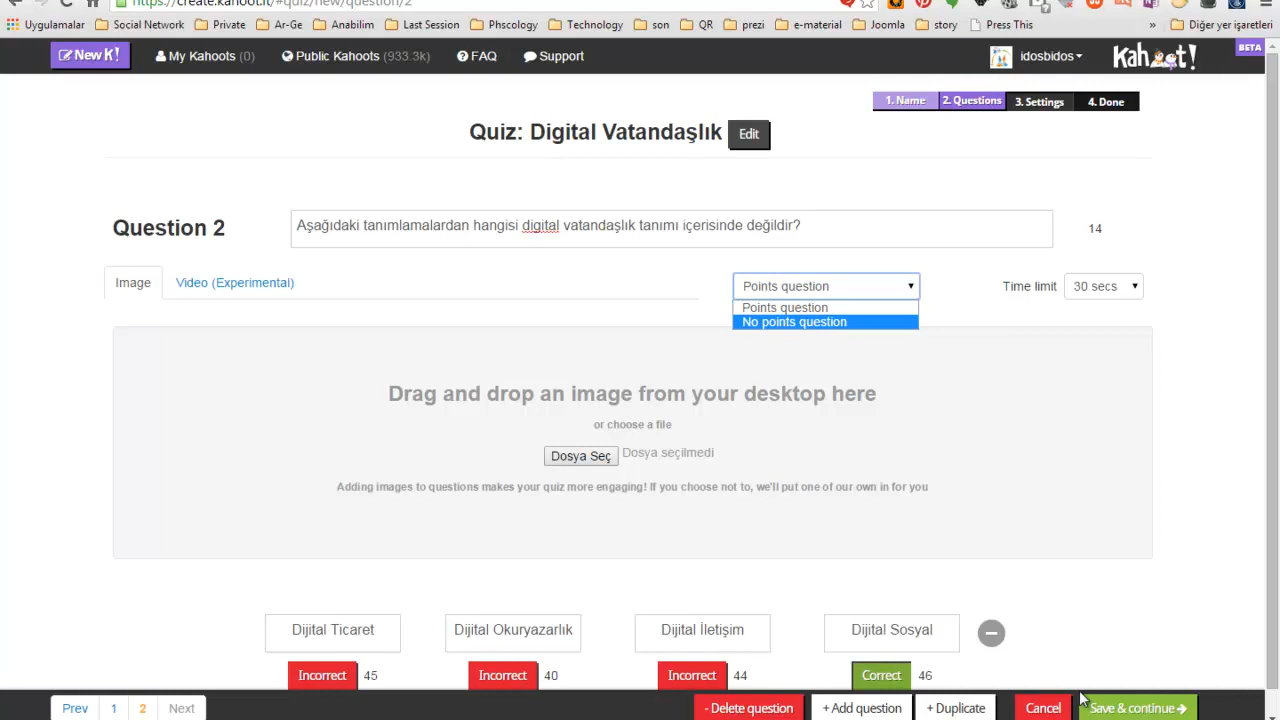 https://create.kahoot.it/#quiz/new/question/2
Uygulamalar Social Network Private Ar-Ge Anabilim Last Session Phscology Technology son QR prezi e-material Joomla story Press This » Diğer yer işaretleri
New K! My Kahoots (0) Public Kahoots (933.3k) FAQ Support idosbidos Kahoot! BETA
1. Name 2. Questions 3. Settings 4. Done
Quiz: Digital Vatandaşlık Edit
Question 2 Aşağıdaki tanımlamalardan hangisi digital vatandaşlık tanımı içerisinde değildir? 14
Image Video (Experimental) Points question Time limit 30 secs
Points question
No points question
Drag and drop an image from your desktop here
or choose a file
Dosya Seç Dosya seçilmedi
Adding images to questions makes your quiz more engaging! If you choose not to, we'll put one of our own in for you
Dijital Ticaret Dijital Okuryazarlık Dijital İletişim Dijital Sosyal
Incorrect 45 Incorrect 40 Incorrect 44 Correct 46
Prev 1 2 Next - Delete question + Add question + Duplicate Cancel Save & continue